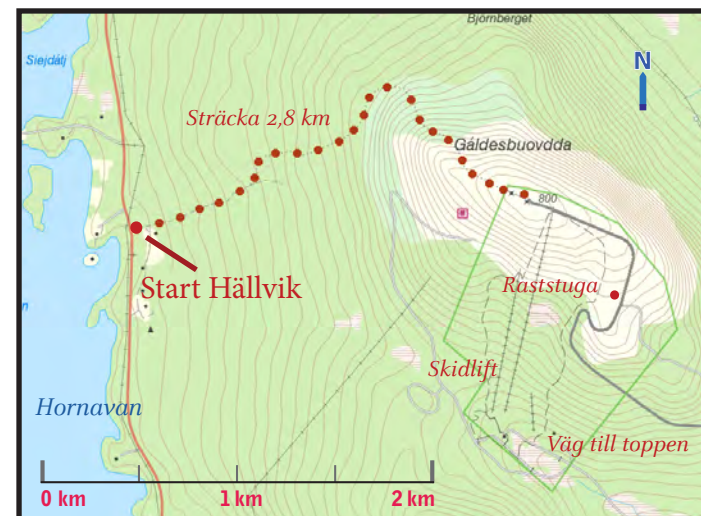 Björnberget
Siejdátj
N
Sträcka 2,8 km
Gáldesbuovdda
800
Start Hällvik
Raststuga
Skidlift
Hornavan
Väg till toppen
0 km
1 km
2 km